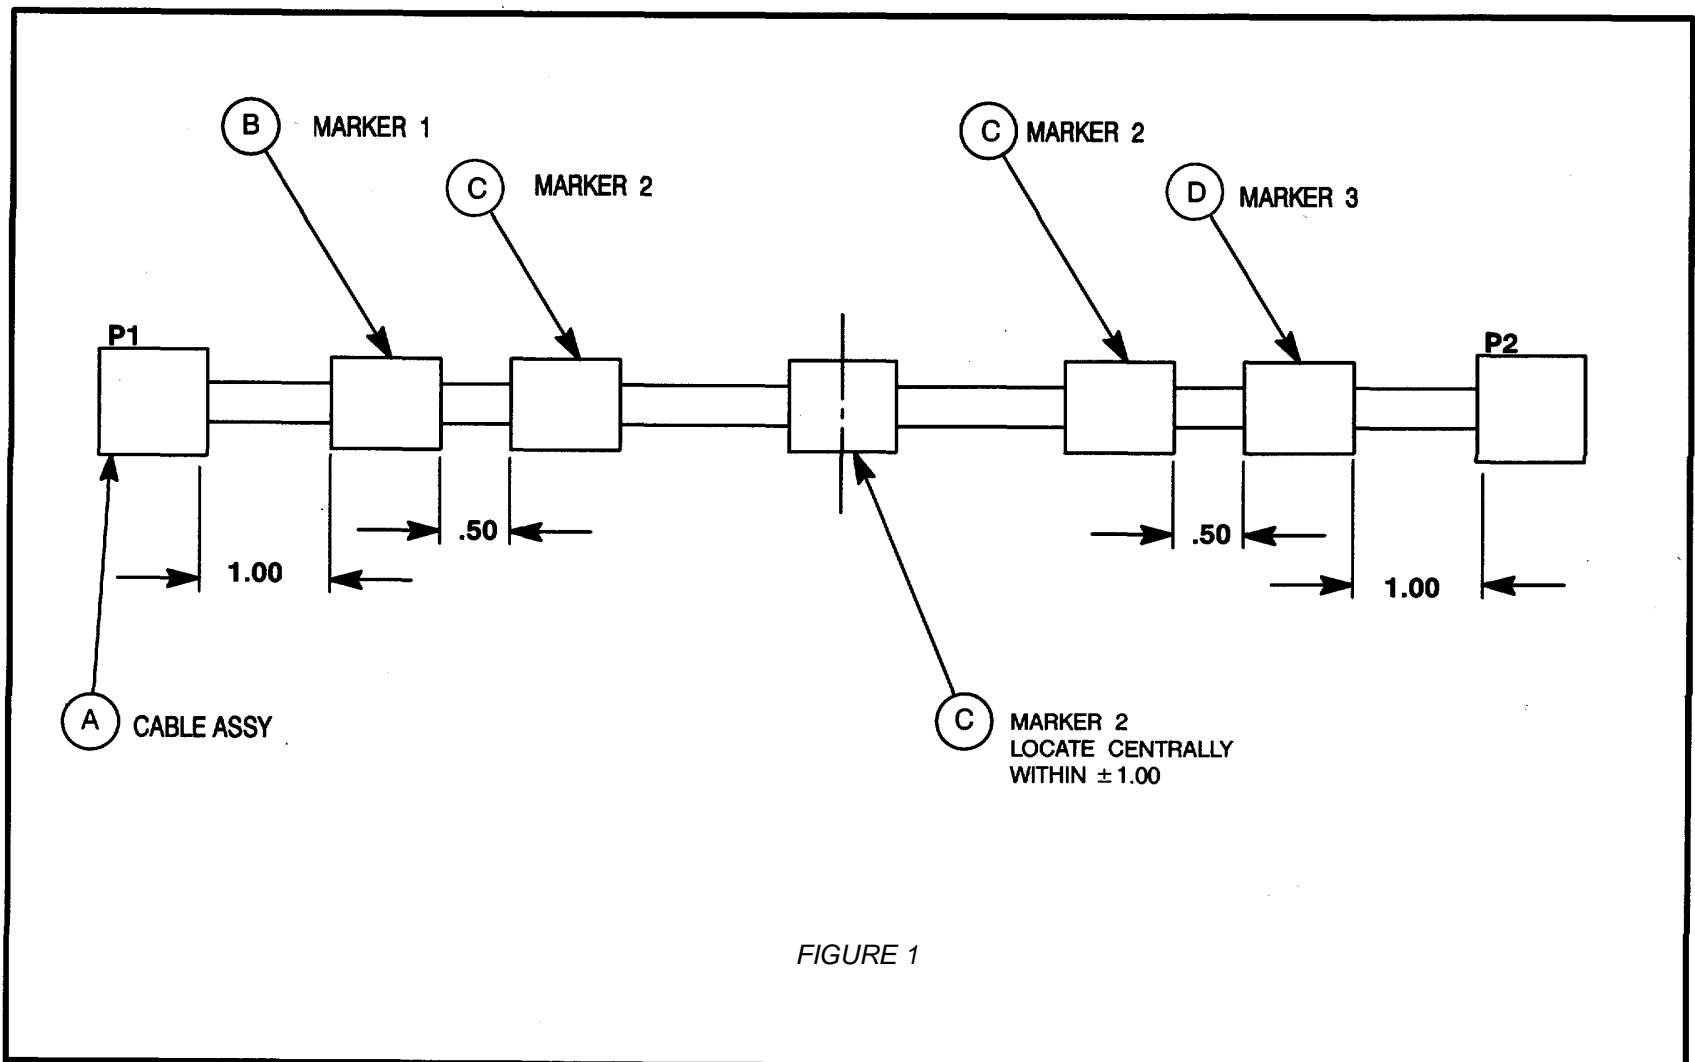 B MARKER 1
C MARKER 2
C MARKER 2
D MARKER 3
P1
P2
.50
1.00
.50
1.00
A CABLE ASSY
C MARKER 2
LOCATE CENTRALLY
WITHIN ±1.00
FIGURE 1